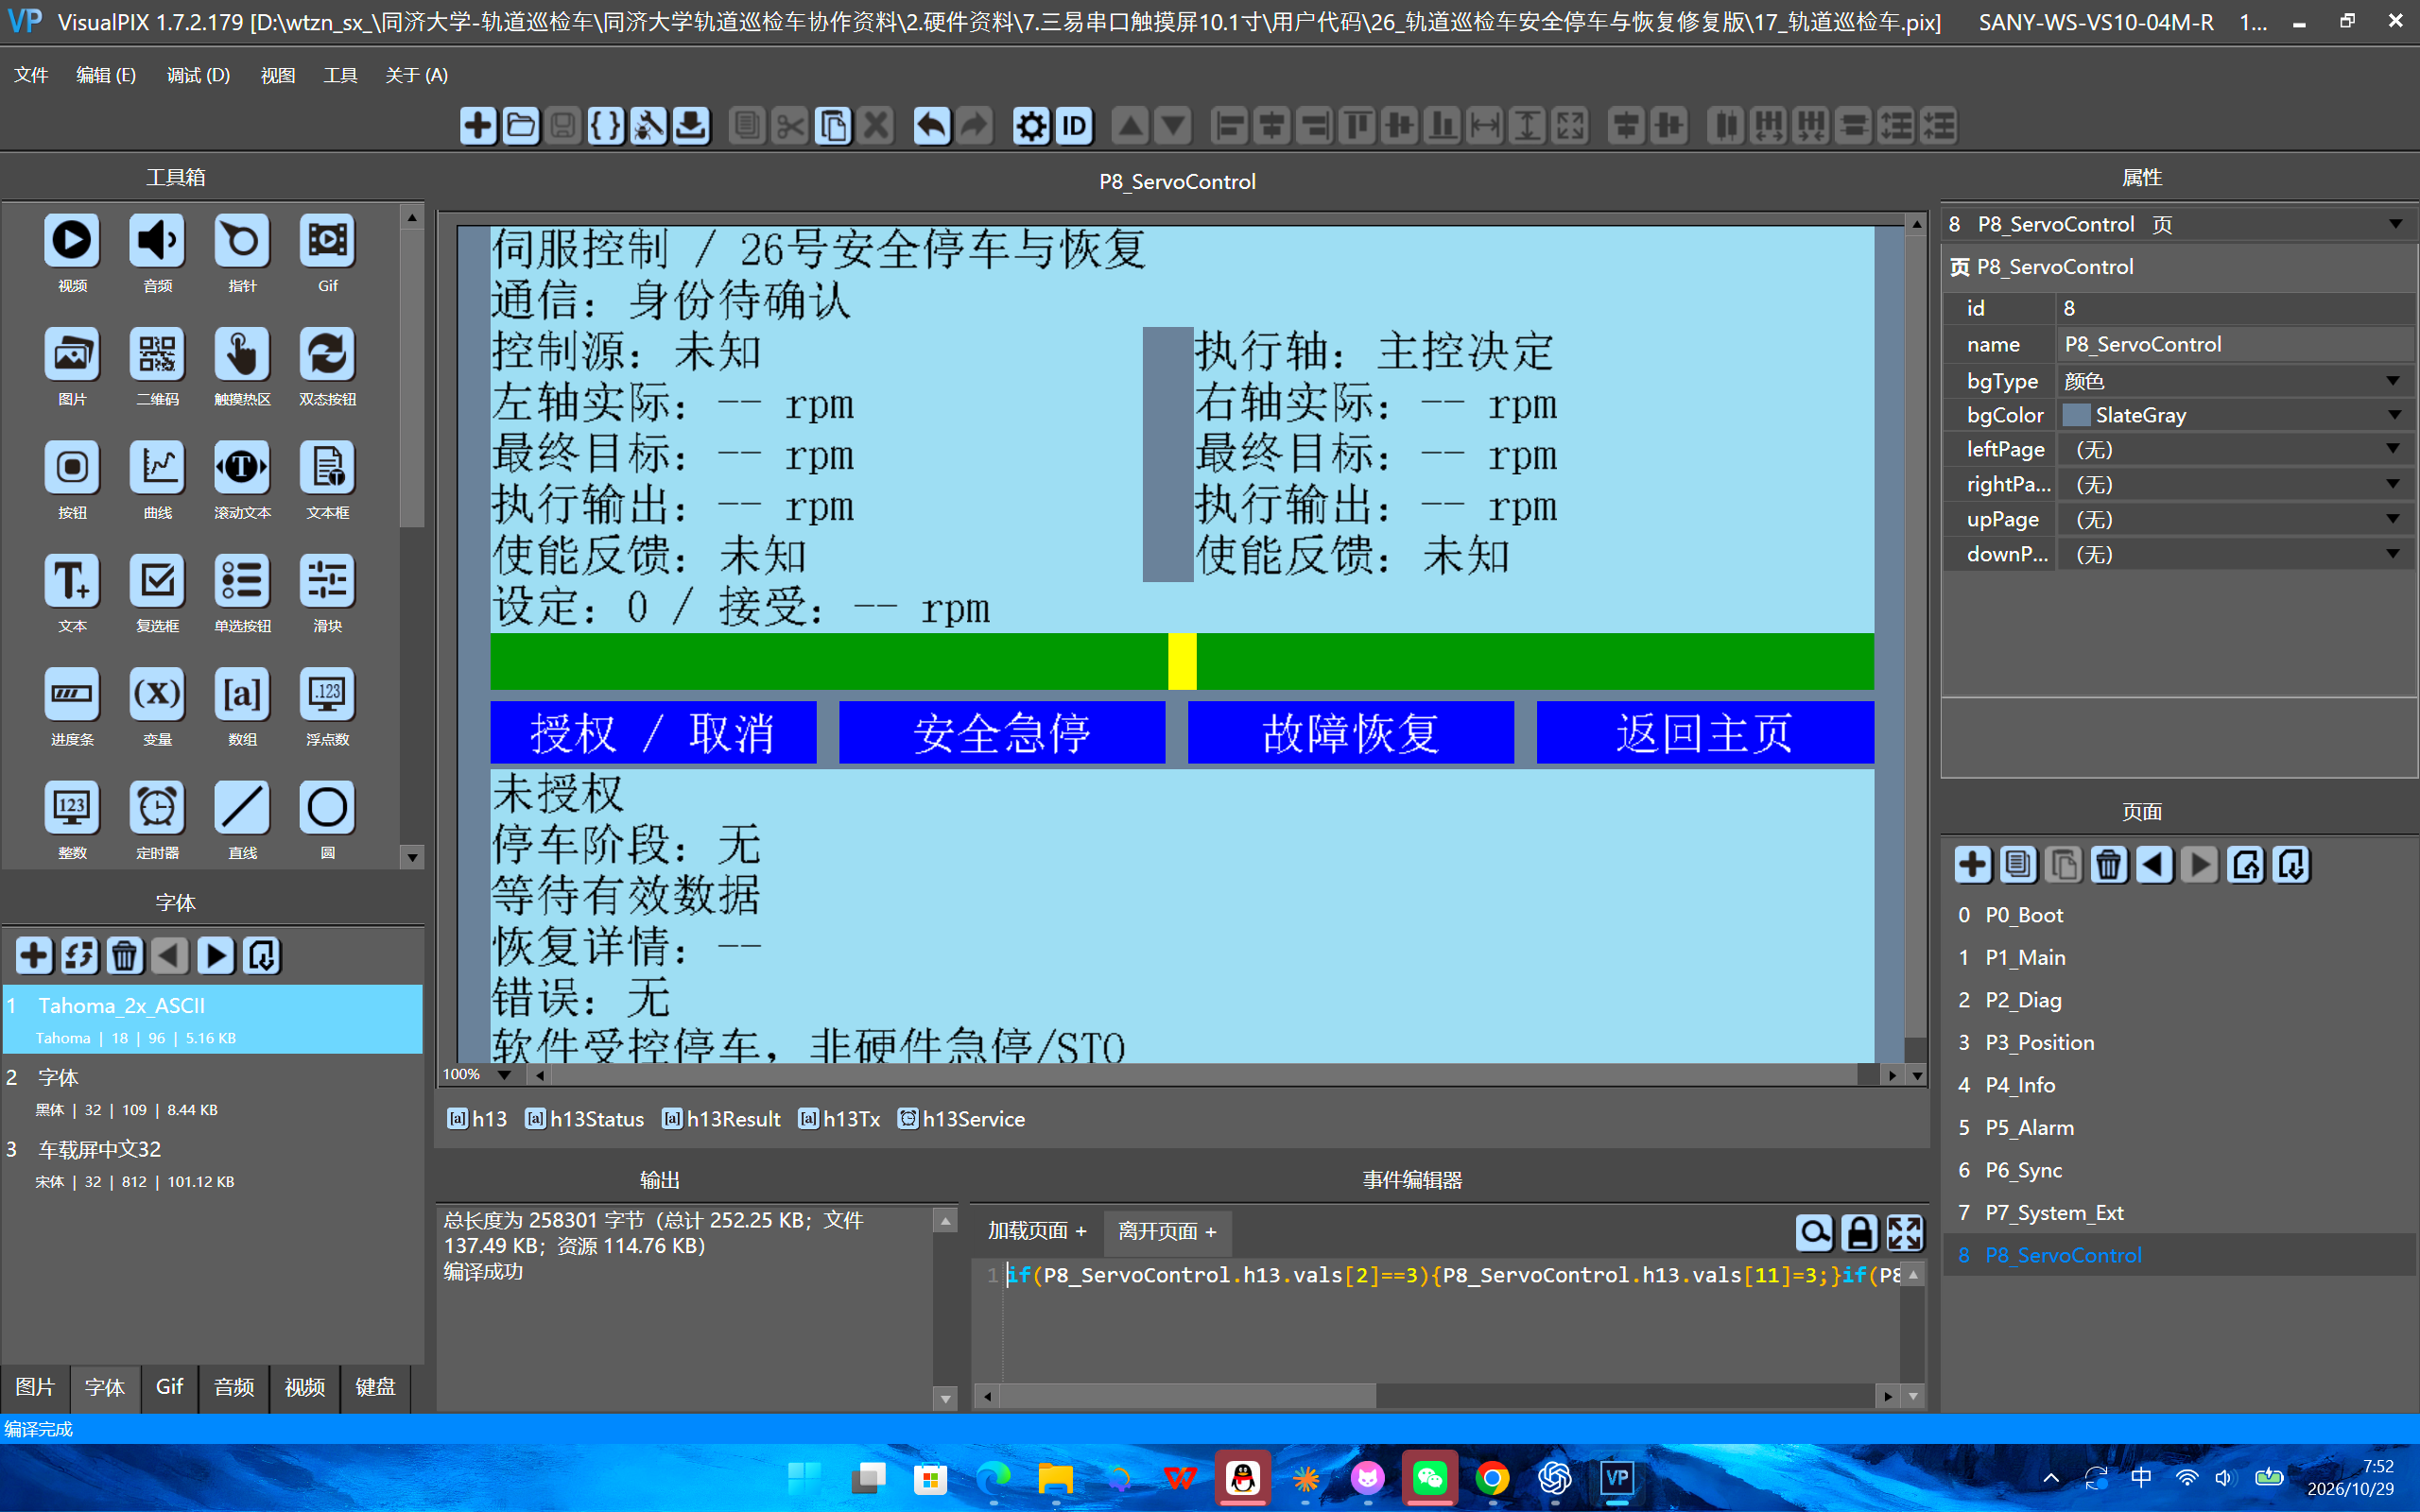 VP VisualPIX 1.7.2.179 [D:\wtzn_sx_\同济大学-轨道巡检车\同济大学轨道巡检车协作资料\2.硬件资料\7.三易串口触摸屏10.1寸\用户代码\26_轨道巡检车安全停车与恢复修复版\17_轨道巡检车.pix] SANY-WS-VS10-04M-R 1...
文件 编辑 (E) 调试 (D) 视图 工具 关于 (A)
ID
工具箱
视频 音频 指针 Gif
图片 二维码 触摸热区 双态按钮
按钮 曲线 滚动文本 文本框
文本 复选框 单选按钮 滑块
进度条 变量 数组 浮点数
整数 定时器 直线 圆
字体
1 Tahoma_2x_ASCII
Tahoma | 18 | 96 | 5.16 KB
2 字体
黑体 | 32 | 109 | 8.44 KB
3 车载屏中文32
宋体 | 32 | 812 | 101.12 KB
图片 字体 Gif 音频 视频 键盘
编译完成
P8_ServoControl
伺服控制 / 26号安全停车与恢复
通信：身份待确认
控制源：未知 执行轴：主控决定
左轴实际：-- rpm 右轴实际：-- rpm
最终目标：-- rpm 最终目标：-- rpm
执行输出：-- rpm 执行输出：-- rpm
使能反馈：未知 使能反馈：未知
设定：0 / 接受：-- rpm
授权 / 取消 安全急停 故障恢复 返回主页
未授权
停车阶段：无
等待有效数据
恢复详情：--
错误：无
软件受控停车，非硬件急停/STO
100%
[a] h13 [a] h13Status [a] h13Result [a] h13Tx h13Service
输出
总长度为 258301 字节（总计 252.25 KB；文件
137.49 KB；资源 114.76 KB）
编译成功
事件编辑器
加载页面 + 离开页面 +
1 if(P8_ServoControl.h13.vals[2]==3){P8_ServoControl.h13.vals[11]=3;}if(P8
属性
8 P8_ServoControl 页
页 P8_ServoControl
id 8
name P8_ServoControl
bgType 颜色
bgColor SlateGray
leftPage (无)
rightPa... (无)
upPage (无)
downP... (无)
页面
0 P0_Boot
1 P1_Main
2 P2_Diag
3 P3_Position
4 P4_Info
5 P5_Alarm
6 P6_Sync
7 P7_System_Ext
8 P8_ServoControl
VP
中
7:52
2026/10/29